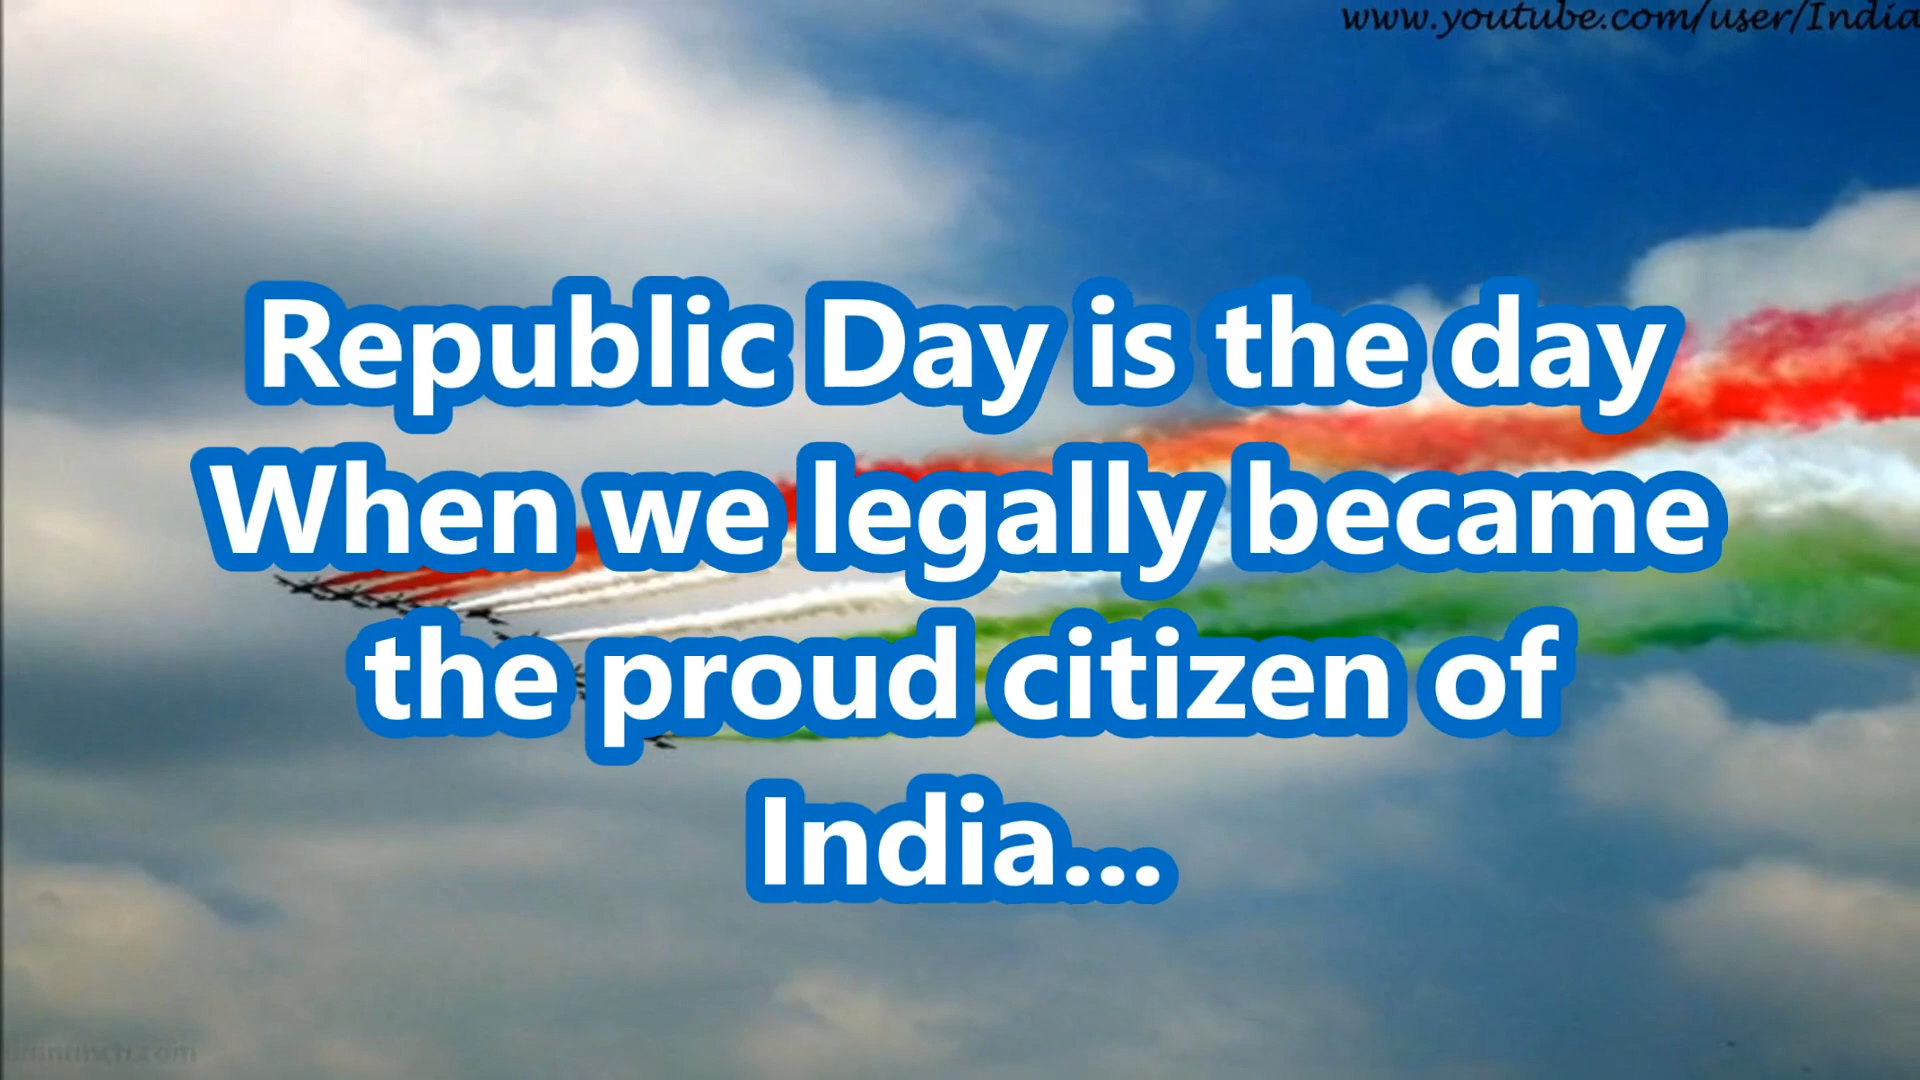 www.youtube.com/user/India
Republic Day is the day
When we legally became
the proud citizen of
India...